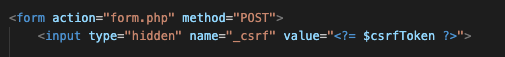 <form action="form.php" method="POST">
<input type="hidden" name="_csrf" value="<?= $csrfToken ?>">